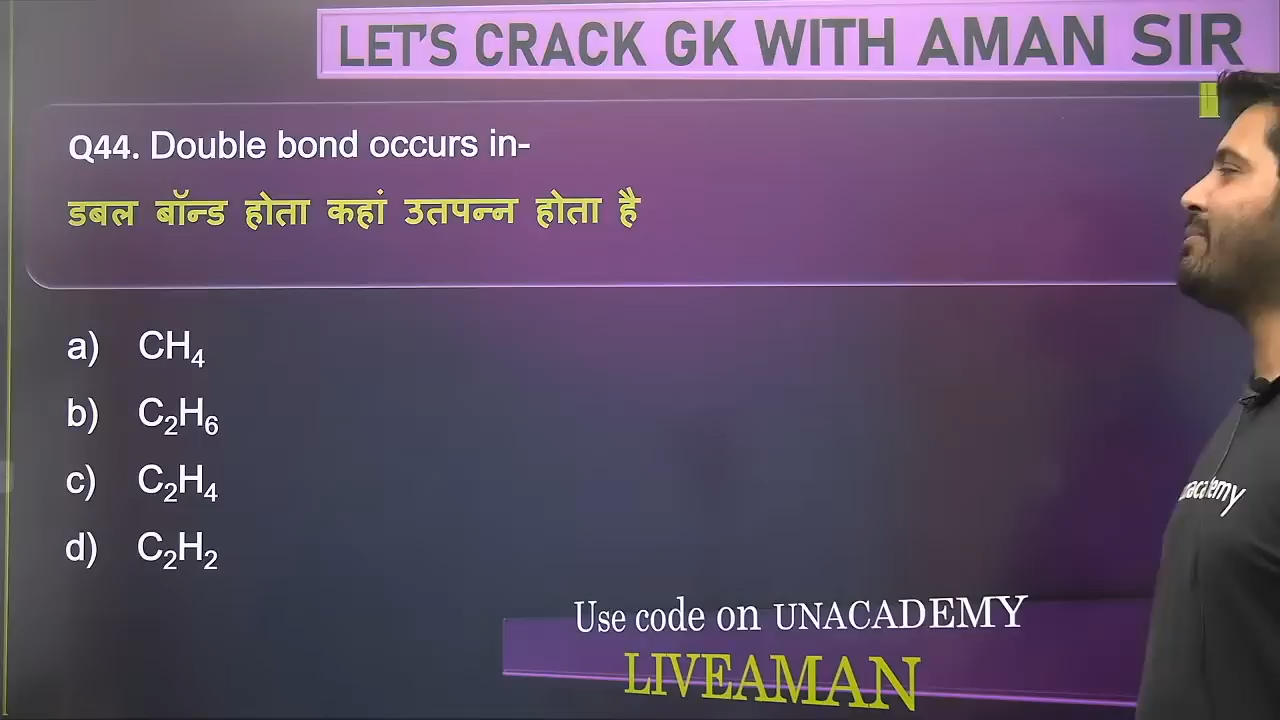 LET'S CRACK GK WITH AMAN SIR
Q44. Double bond occurs in-
डबल बॉन्ड होता कहां उतपन्न होता है
a) CH₄
b) C₂H₆
c) C₂H₄
d) C₂H₂
unacademy
Use code on UNACADEMY
LIVEAMAN